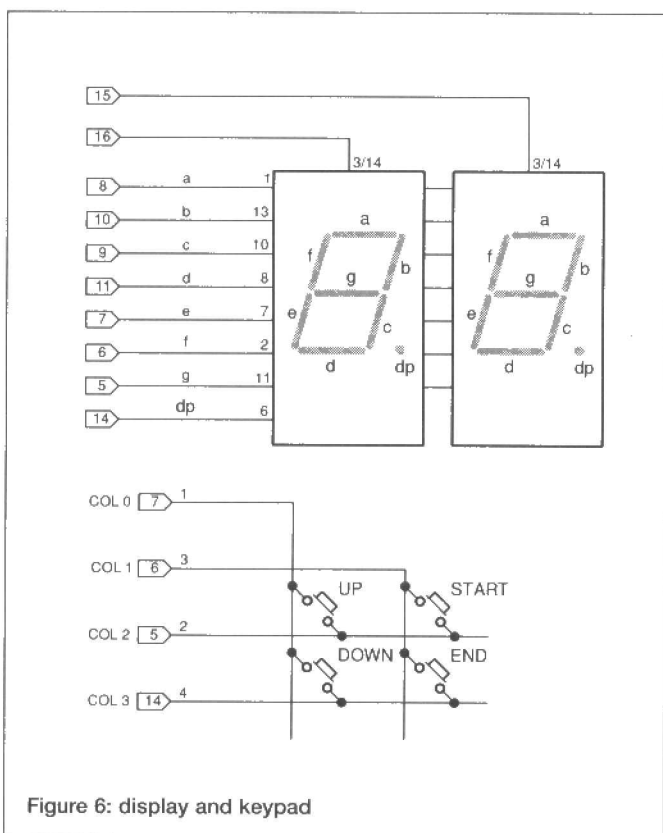 15
16
3/14 3/14
8 a 1
10 b 13
9 c 10
11 d 8
7 e 7
6 f 2
5 g 11
14 dp 6
a
f b
g
e c
d dp
a
f b
g
e c
d dp
COL 0 7 1
COL 1 6 3
UP START
COL 2 5 2
DOWN END
COL 3 14 4
Figure 6: display and keypad